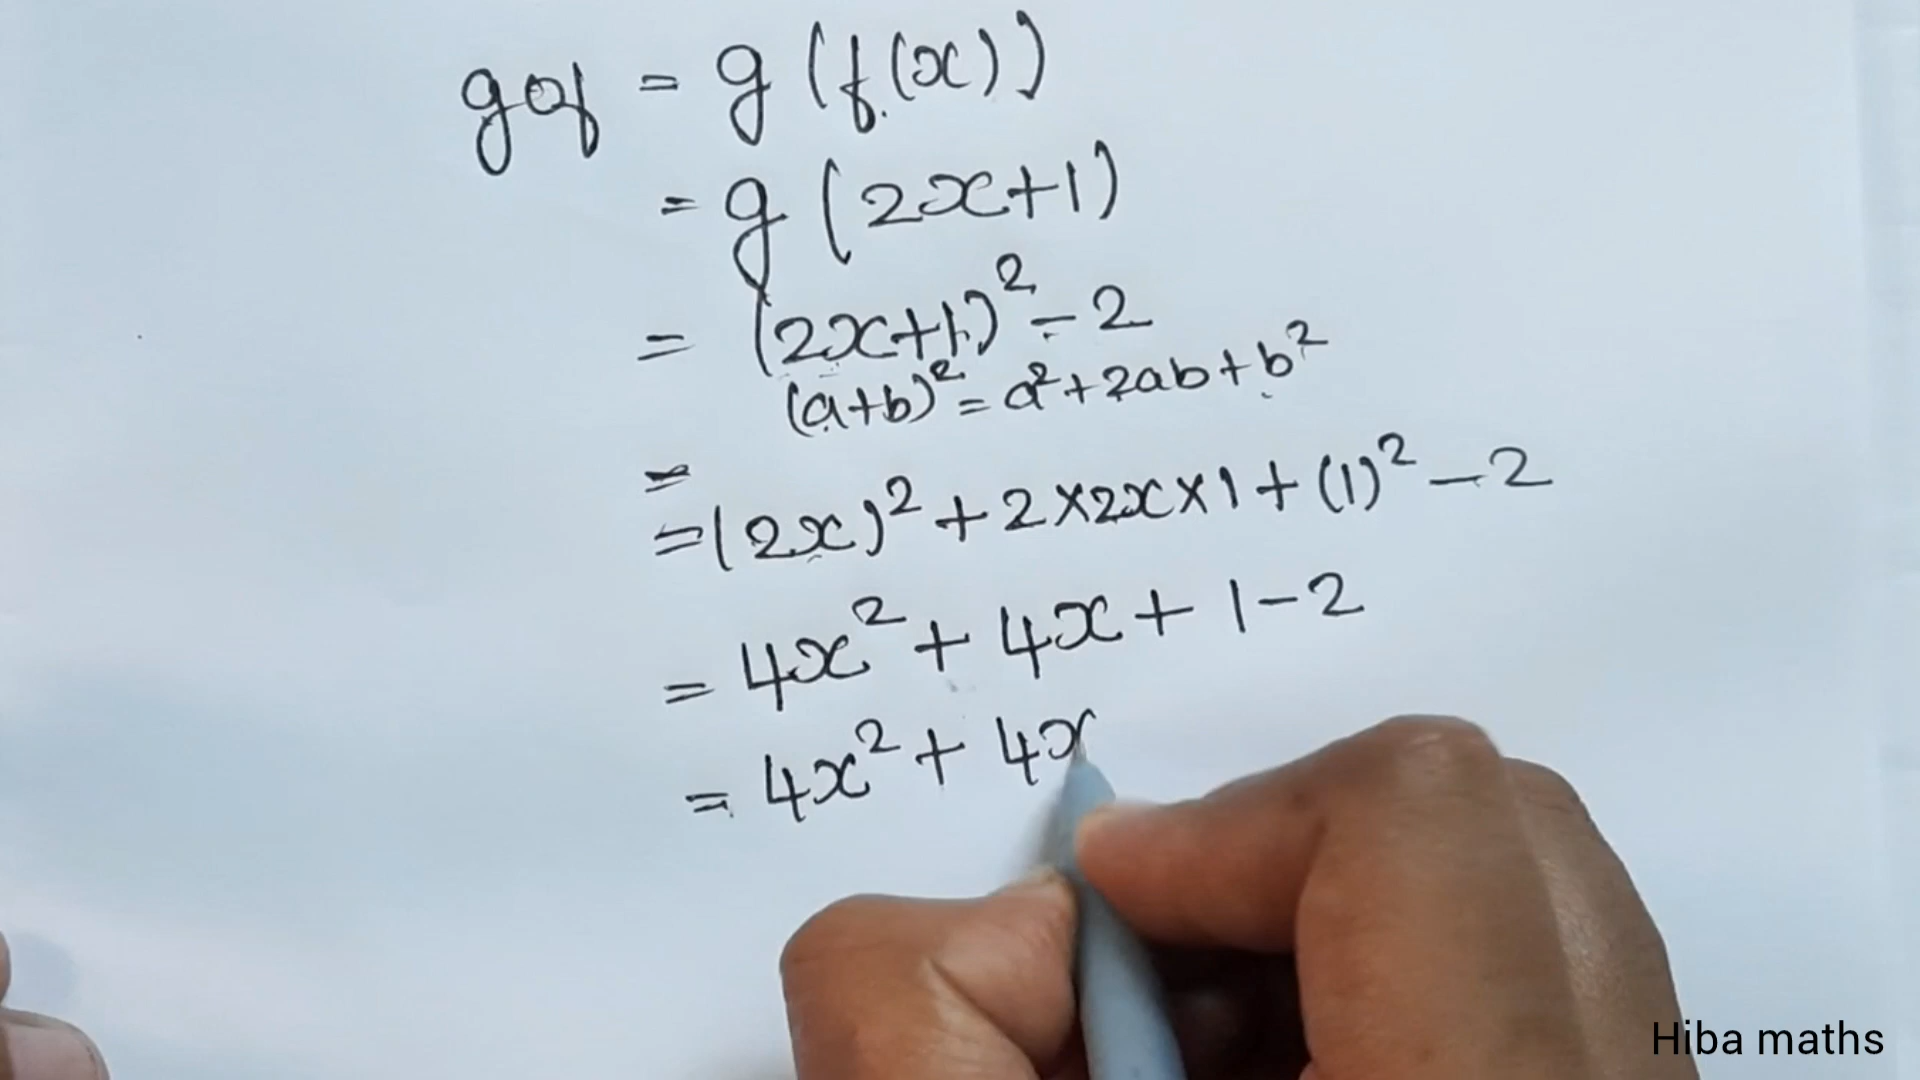 gof = g(f(x))
= g(2x+1)
= (2x+1)² - 2
(a+b)² = a² + 2ab + b²
=
= (2x)² + 2×2x×1 + (1)² - 2
= 4x² + 4x + 1 - 2
= 4x² + 4x
Hiba maths